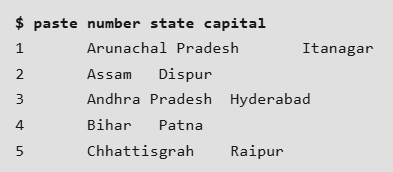 $ paste number state capital
1 Arunachal Pradesh Itanagar
2 Assam Dispur
3 Andhra Pradesh Hyderabad
4 Bihar Patna
5 Chhattisgrah Raipur